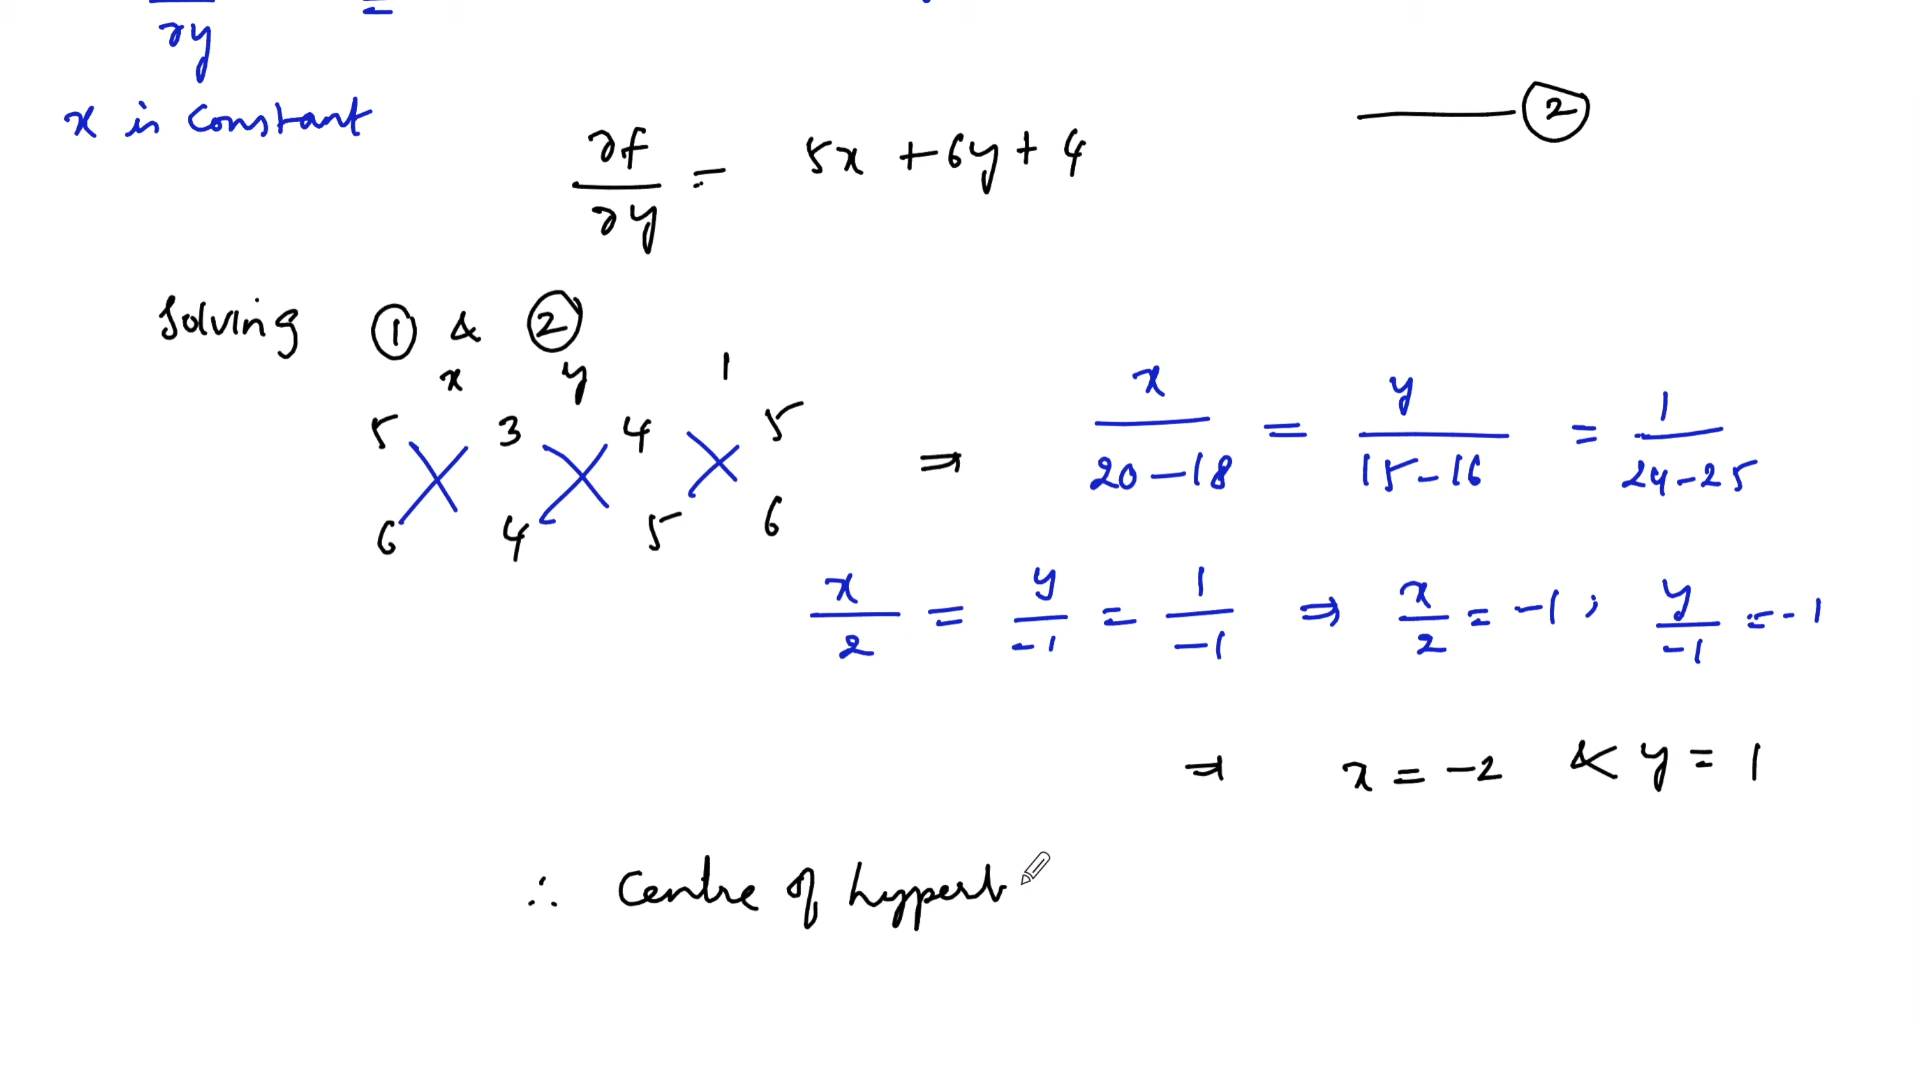 ∂y =
x is constant
∂f/∂y = 5x + 6y + 4 —— ②
Solving ① & ②
x y 1
5 3 4 5
6 4 5 6
⇒ x/(20-18) = y/(15-16) = 1/(24-25)
x/2 = y/-1 = 1/-1 ⇒ x/2 = -1 ; y/-1 = -1
⇒ x = -2 & y = 1
∴ Centre of hyperb